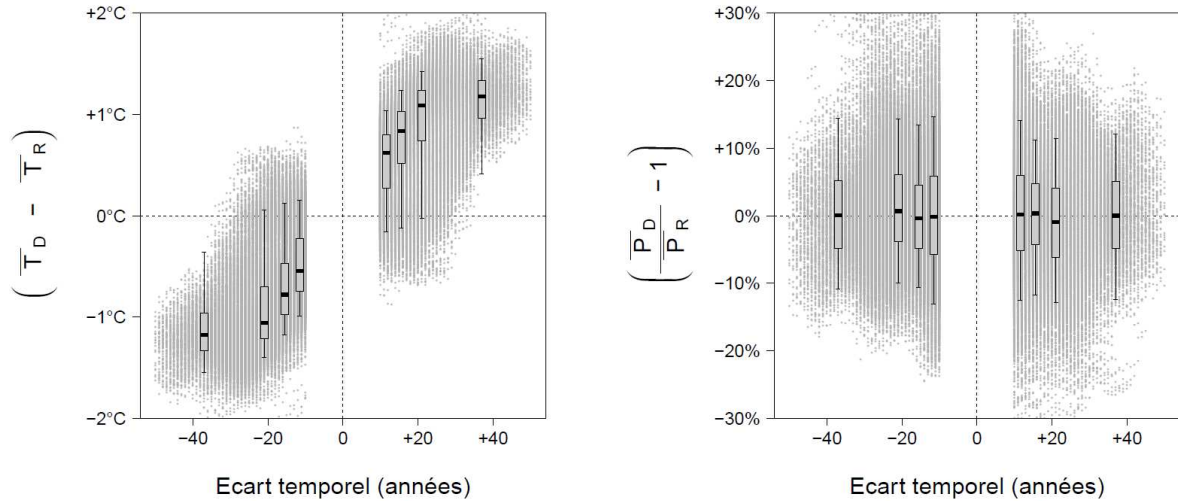 +2°C
+1°C
0°C
−1°C
−2°C
−40 −20 0 +20 +40
Ecart temporel (années)
( T D − T R )
+30%
+20%
+10%
0%
−10%
−20%
−30%
−40 −20 0 +20 +40
Ecart temporel (années)
( P D / P R − 1 )